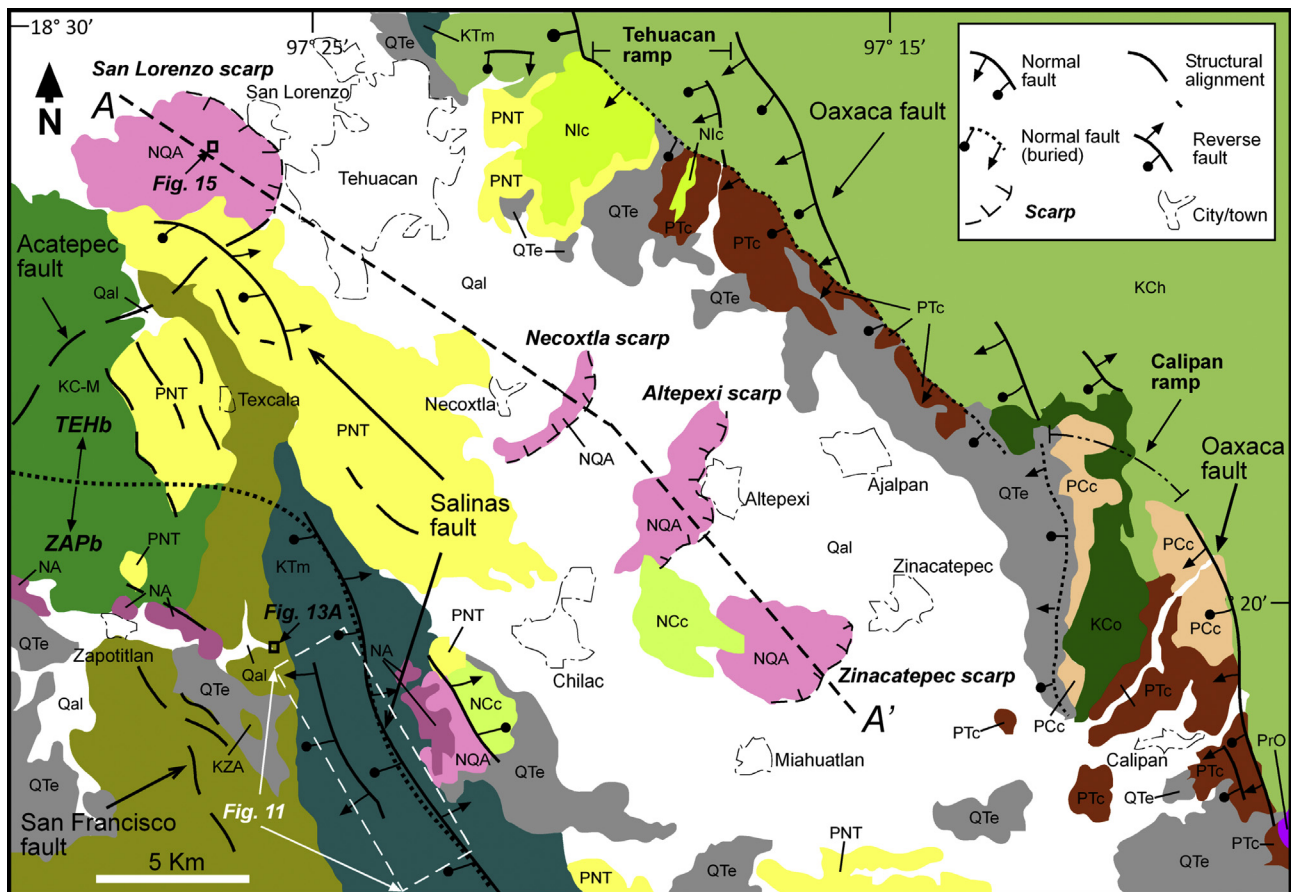 18° 30′
97° 25′
97° 15′
QTe
KTm
Tehuacan
ramp
San Lorenzo scarp
San Lorenzo
A
N
NQA
Fig. 15
Tehuacan
PNT
NIc
NIc
PNT
QTe
QTe
PTc
PTc
Oaxaca fault
Normal
fault
Structural
alignment
Normal fault
(buried)
Reverse
fault
Scarp
City/town
Acatepec
fault
Qal
Qal
QTe
PTc
KCh
KC-M
PNT
Texcala
TEHb
ZAPb
PNT
Necoxtla scarp
Necoxtla
NQA
Altepexi scarp
Altepexi
NQA
Ajalpan
Calipan
ramp
Oaxaca
fault
QTe
PCc
PCc
Salinas
fault
PNT
NA
NA
KTm
Fig. 13A
Qal
Zinacatepec
KCo
20′
PCc
Zapotitlan
QTe
Qal
QTe
Qal
NA
PNT
NCc
NQA
Chilac
NCc
NQA
Zinacatepec scarp
A′
PTc
PCc
PTc
Miahuatlan
Calipan
PrO
KZA
QTe
Fig. 11
QTe
San Francisco
fault
5 Km
PNT
QTe
PNT
QTe
PTc
QTe
PTc
PTc
QTe